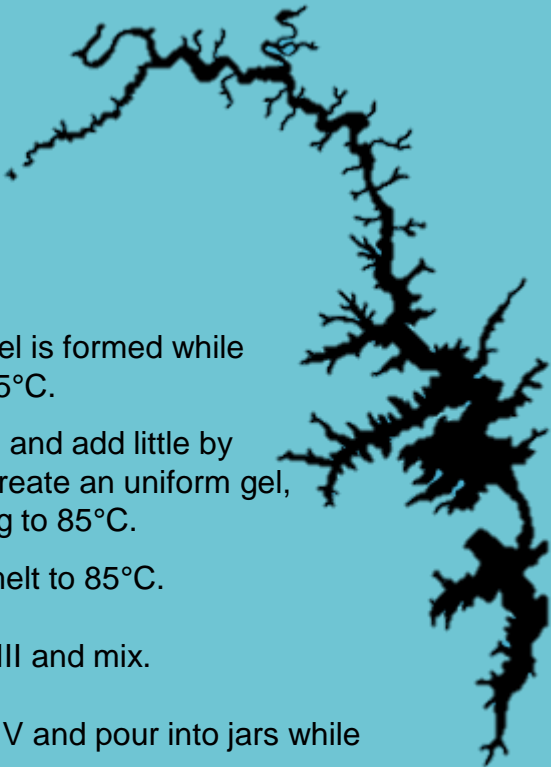 el is formed while
5°C.
and add little by
reate an uniform gel,
g to 85°C.
nelt to 85°C.
III and mix.
V and pour into jars while